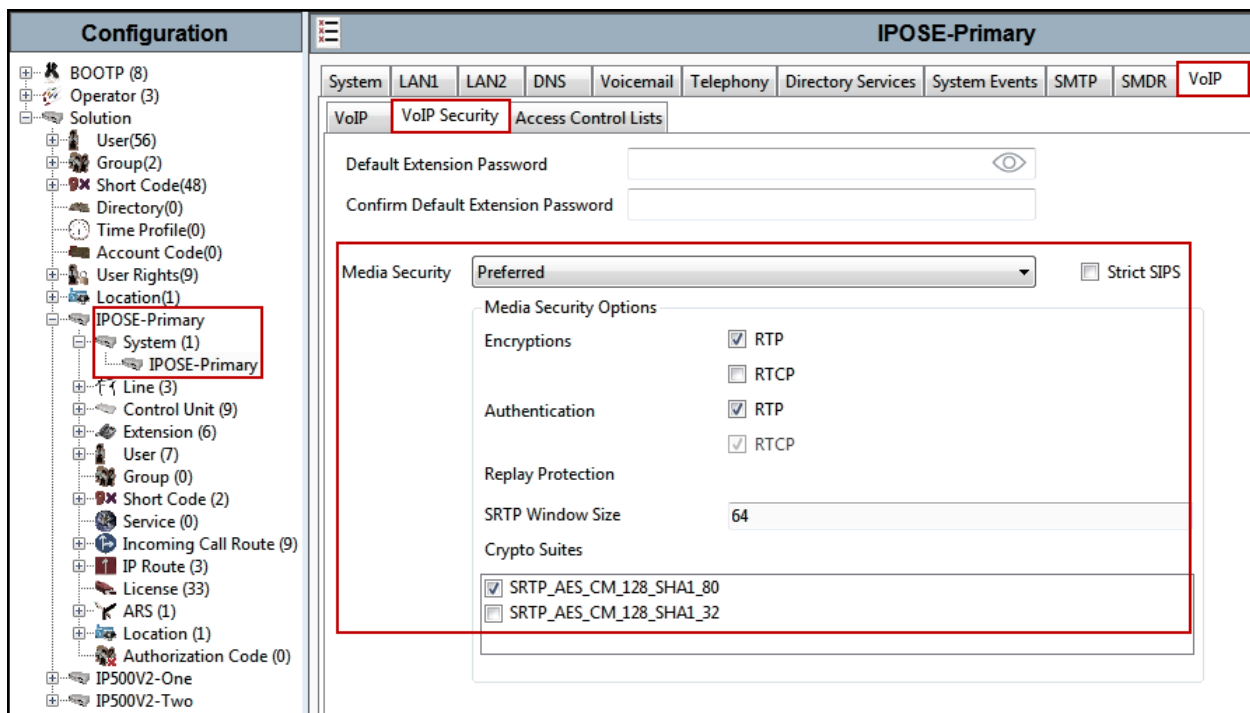 Configuration
BOOTP (8)
Operator (3)
Solution
User(56)
Group(2)
Short Code(48)
Directory(0)
Time Profile(0)
Account Code(0)
User Rights(9)
Location(1)
IPOSE-Primary
System (1)
IPOSE-Primary
Line (3)
Control Unit (9)
Extension (6)
User (7)
Group (0)
Short Code (2)
Service (0)
Incoming Call Route (9)
IP Route (3)
License (33)
ARS (1)
Location (1)
Authorization Code (0)
IP500V2-One
IP500V2-Two
IPOSE-Primary
System LAN1 LAN2 DNS Voicemail Telephony Directory Services System Events SMTP SMDR VoIP
VoIP VoIP Security Access Control Lists
Default Extension Password
Confirm Default Extension Password
Media Security Preferred Strict SIPS
Media Security Options
Encryptions RTP
RTCP
Authentication RTP
RTCP
Replay Protection
SRTP Window Size 64
Crypto Suites
SRTP_AES_CM_128_SHA1_80
SRTP_AES_CM_128_SHA1_32